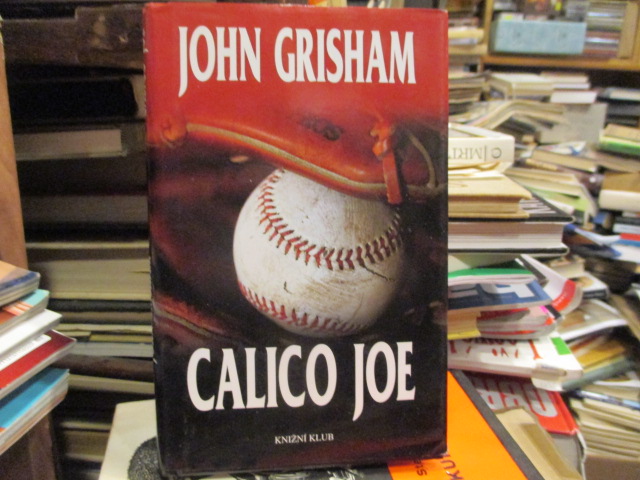 JOHN GRISHAM
CALICO JOE
KNIŽNÍ KLUB